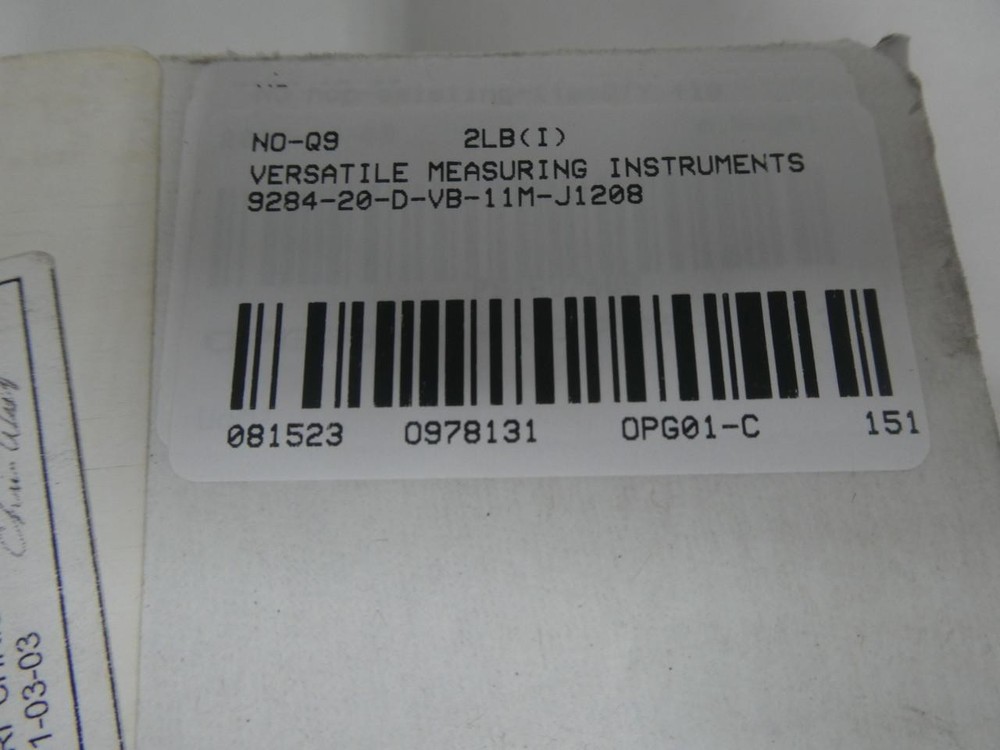 NO-Q9 2LB(I)
VERSATILE MEASURING INSTRUMENTS
9284-20-D-VB-11M-J1208
081523 0978131 OPG01-C 151
1-03-03